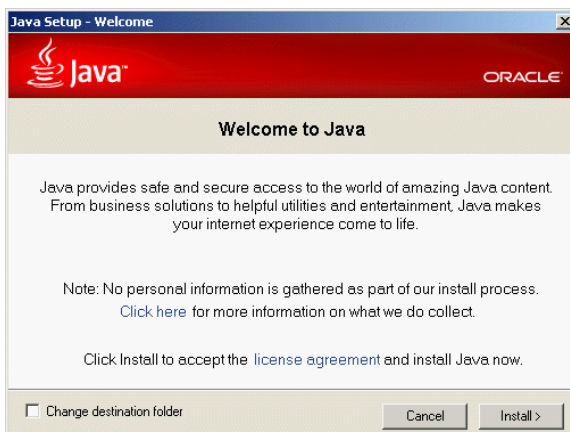 Java Setup - Welcome
Java™
ORACLE
Welcome to Java
Java provides safe and secure access to the world of amazing Java content.
From business solutions to helpful utilities and entertainment, Java makes
your internet experience come to life.
Note: No personal information is gathered as part of our install process.
Click here for more information on what we do collect.
Click Install to accept the license agreement and install Java now.
Change destination folder
Cancel
Install >